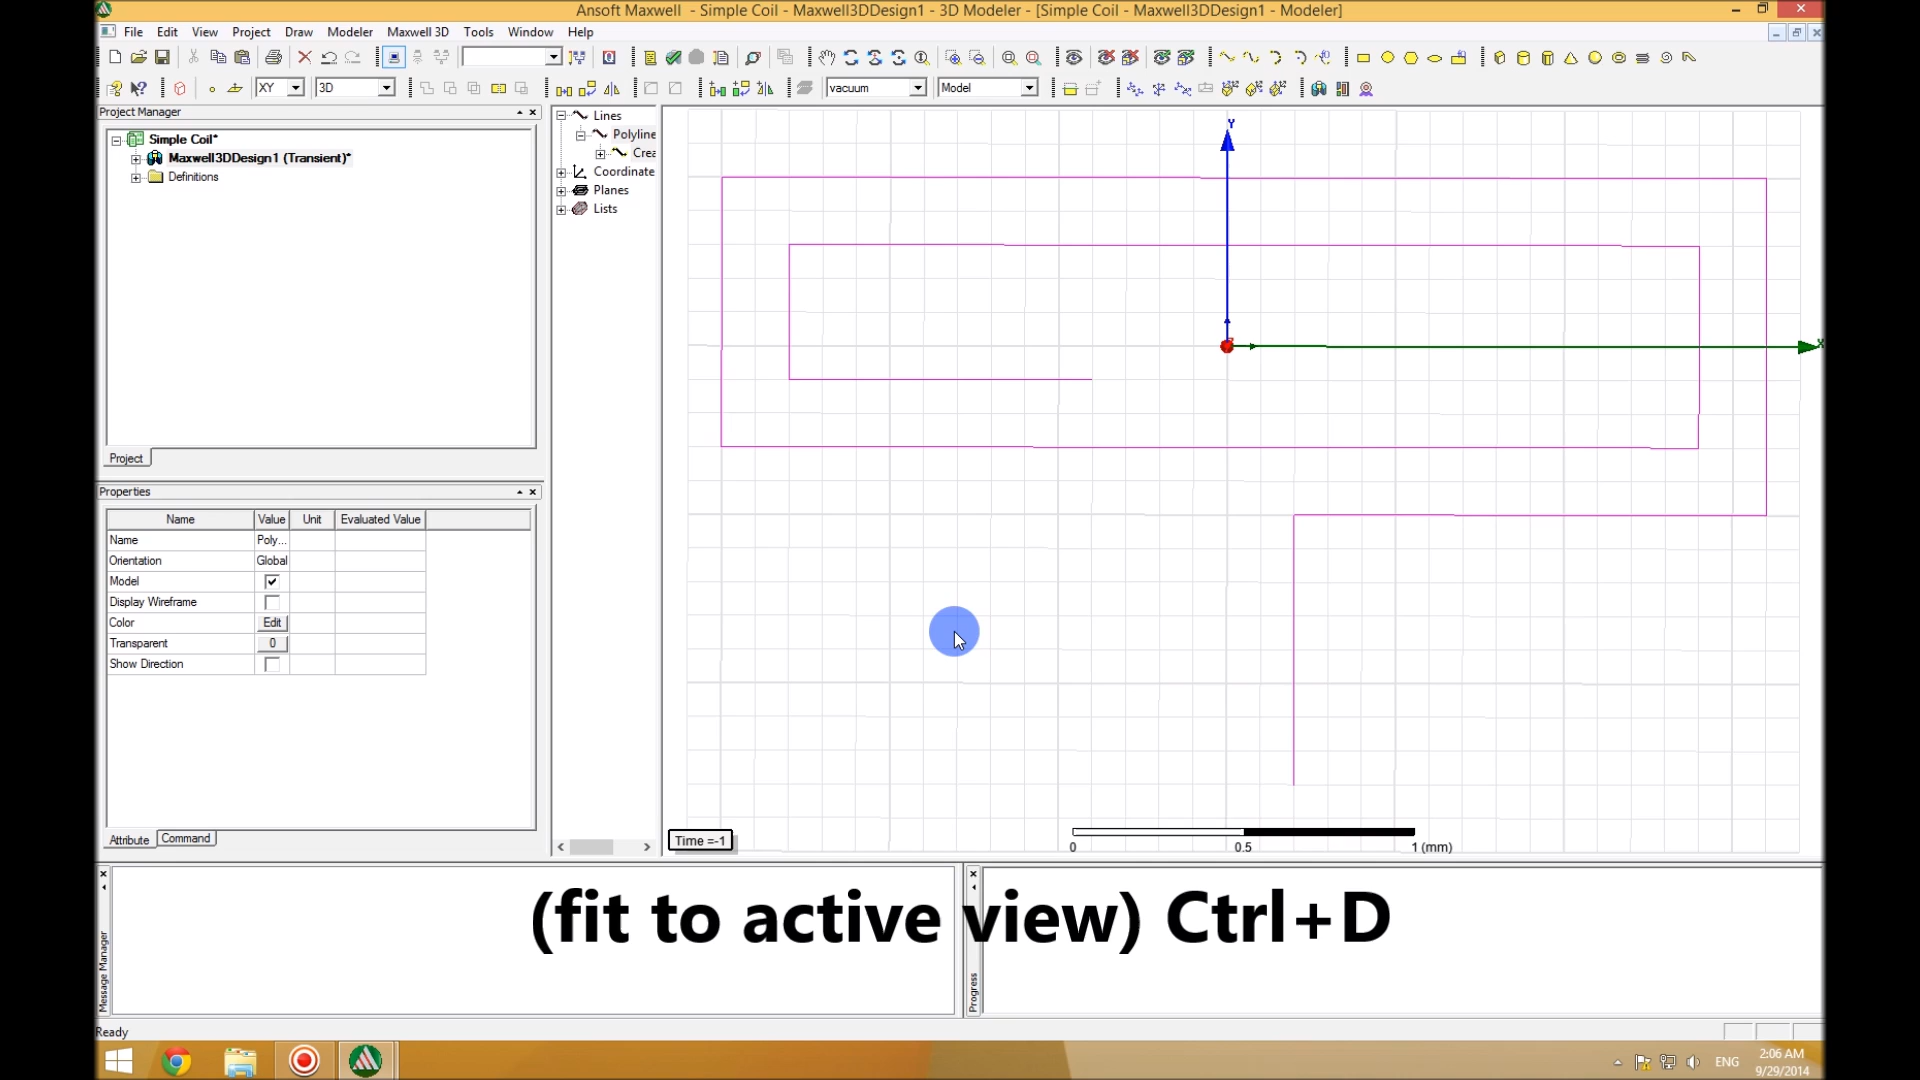 Ansoft Maxwell - Simple Coil - Maxwell3DDesign1 - 3D Modeler - [Simple Coil - Maxwell3DDesign1 - Modeler]
File Edit View Project Draw Modeler Maxwell 3D Tools Window Help
XY 3D vacuum Model
Project Manager
Simple Coil*
Maxwell3DDesign1 (Transient)*
Definitions
Project
Lines
Polyline
Crea
Coordinate
Planes
Lists
Properties
Name Value Unit Evaluated Value
Name Poly...
Orientation Global
Model
Display Wireframe
Color Edit
Transparent 0
Show Direction
Attribute Command
Y
X
Time =-1
0 0.5 1 (mm)
Message Manager
Progress
(fit to active view) Ctrl+D
Ready
ENG
2:06 AM
9/29/2014